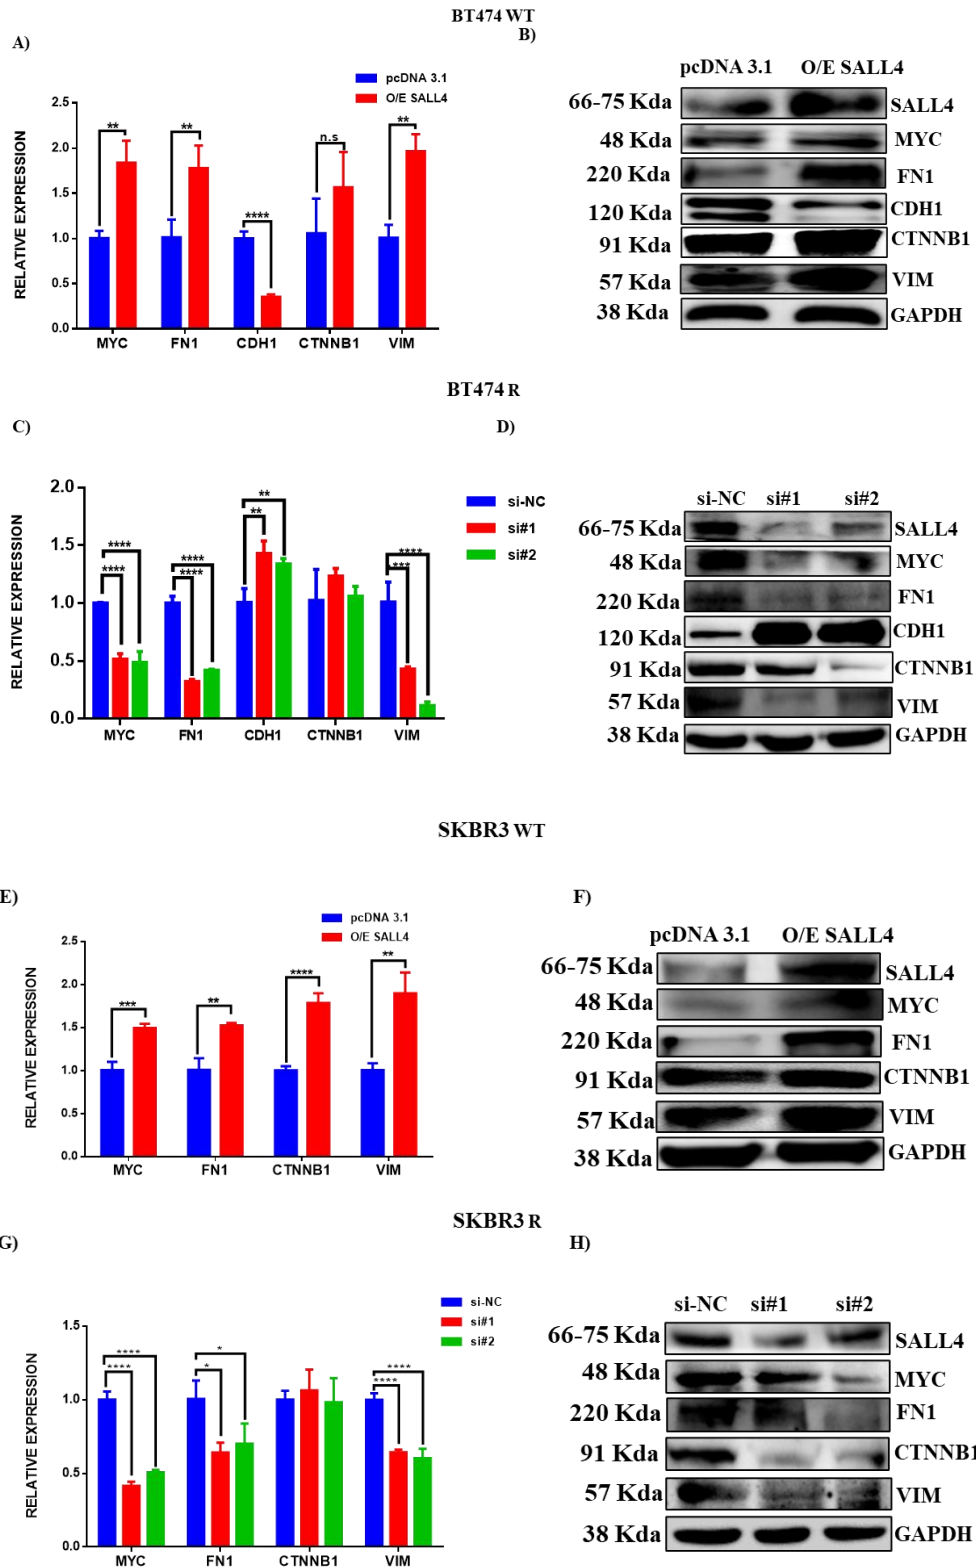 BT474 WT
A)
B)
pcDNA 3.1
O/E SALL4
RELATIVE EXPRESSION
2.5
2.0
1.5
1.0
0.5
0.0
**
**
****
n.s
**
MYC FN1 CDH1 CTNNB1 VIM
pcDNA 3.1 O/E SALL4
66-75 Kda SALL4
48 Kda MYC
220 Kda FN1
120 Kda CDH1
91 Kda CTNNB1
57 Kda VIM
38 Kda GAPDH
BT474 R
C)
D)
RELATIVE EXPRESSION
2.0
1.5
1.0
0.5
0.0
****
****
****
****
**
**
****
***
MYC FN1 CDH1 CTNNB1 VIM
si-NC
si#1
si#2
si-NC si#1 si#2
66-75 Kda SALL4
48 Kda MYC
220 Kda FN1
120 Kda CDH1
91 Kda CTNNB1
57 Kda VIM
38 Kda GAPDH
SKBR3 WT
E)
F)
pcDNA 3.1
O/E SALL4
RELATIVE EXPRESSION
2.5
2.0
1.5
1.0
0.5
0.0
***
**
****
**
MYC FN1 CTNNB1 VIM
pcDNA 3.1 O/E SALL4
66-75 Kda SALL4
48 Kda MYC
220 Kda FN1
91 Kda CTNNB1
57 Kda VIM
38 Kda GAPDH
SKBR3 R
G)
H)
si-NC
si#1
si#2
RELATIVE EXPRESSION
1.5
1.0
0.5
0.0
****
****
*
*
****
****
MYC FN1 CTNNB1 VIM
si-NC si#1 si#2
66-75 Kda SALL4
48 Kda MYC
220 Kda FN1
91 Kda CTNNB1
57 Kda VIM
38 Kda GAPDH